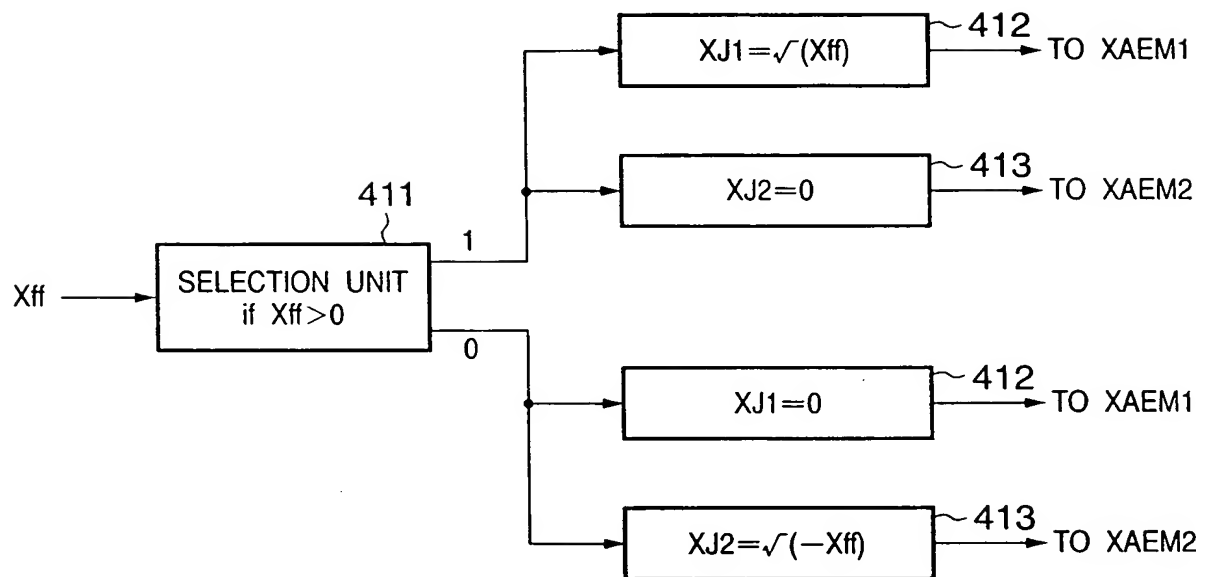 412
XJ1=√(Xff)
TO XAEM1
413
XJ2=0
TO XAEM2
411
1
Xff
SELECTION UNIT
if Xff>0
0
412
XJ1=0
TO XAEM1
413
XJ2=√(-Xff)
TO XAEM2